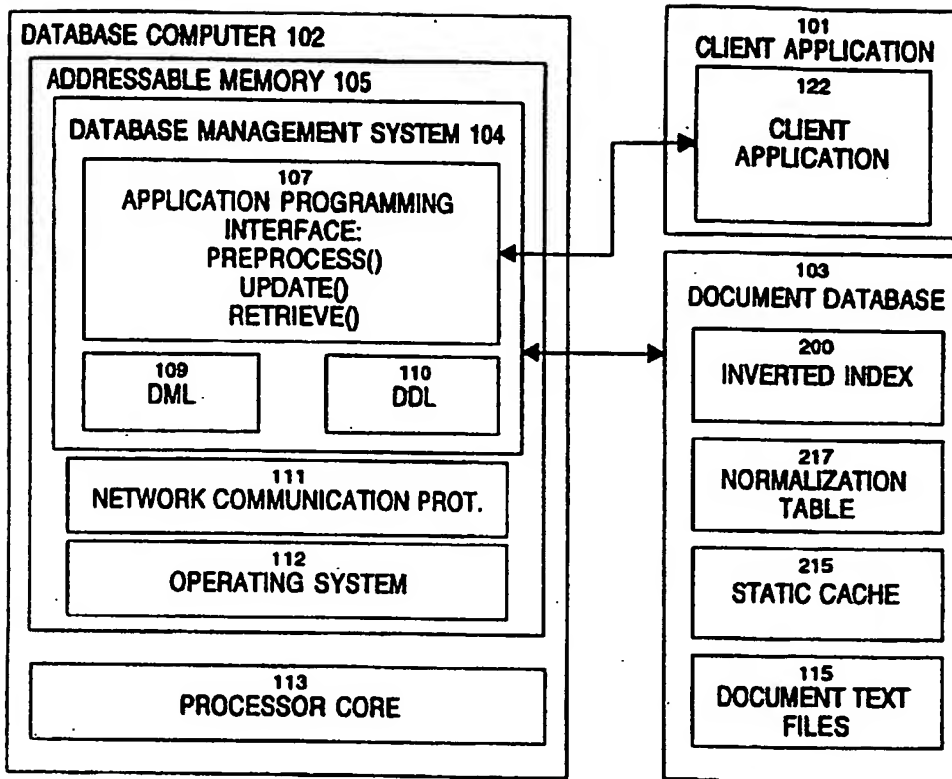 DATABASE COMPUTER 102
ADDRESSABLE MEMORY 105
DATABASE MANAGEMENT SYSTEM 104
107
APPLICATION PROGRAMMING
INTERFACE:
PREPROCESS()
UPDATE()
RETRIEVE()
109
DML
110
DDL
111
NETWORK COMMUNICATION PROT.
112
OPERATING SYSTEM
113
PROCESSOR CORE
101
CLIENT APPLICATION
122
CLIENT
APPLICATION
103
DOCUMENT DATABASE
200
INVERTED INDEX
217
NORMALIZATION
TABLE
215
STATIC CACHE
115
DOCUMENT TEXT
FILES